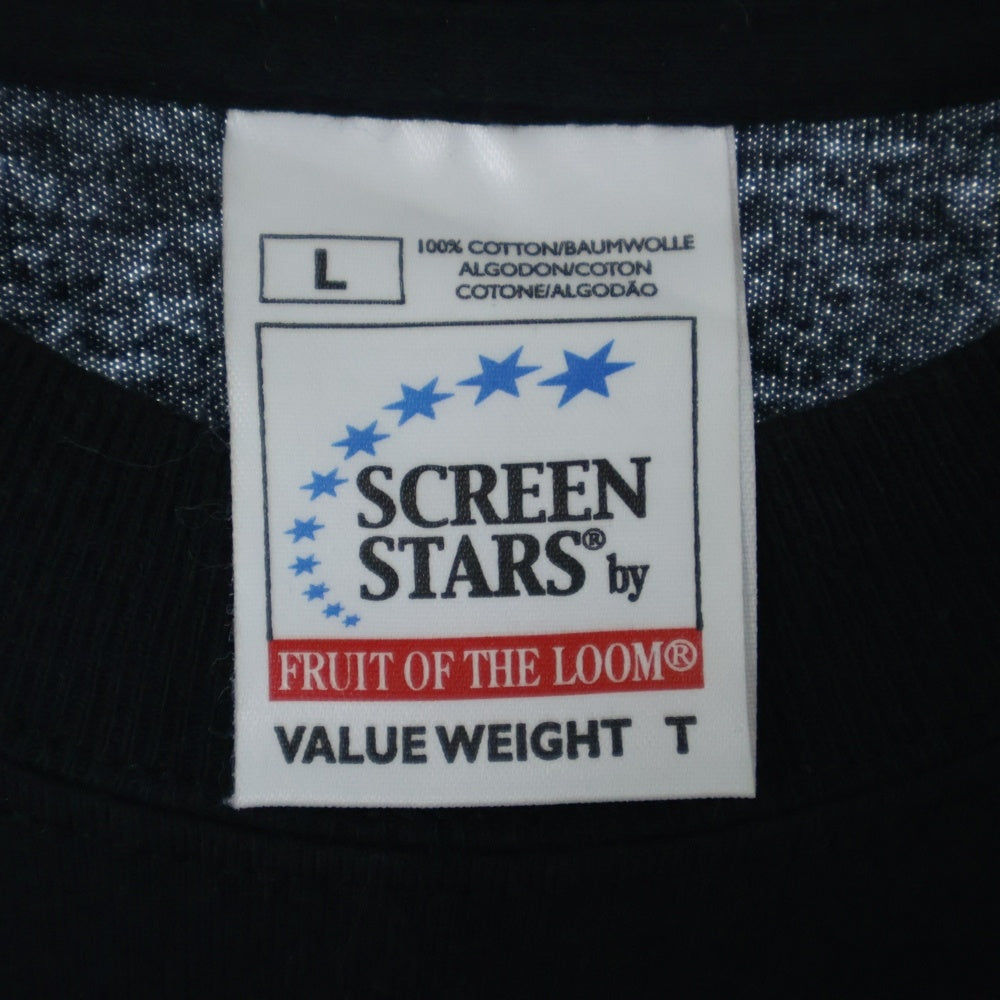 L
100% COTTON/BAUMWOLLE
ALGODON/COTON
COTONE/ALGODÃO
SCREEN
STARS® by
FRUIT OF THE LOOM®
VALUE WEIGHT T